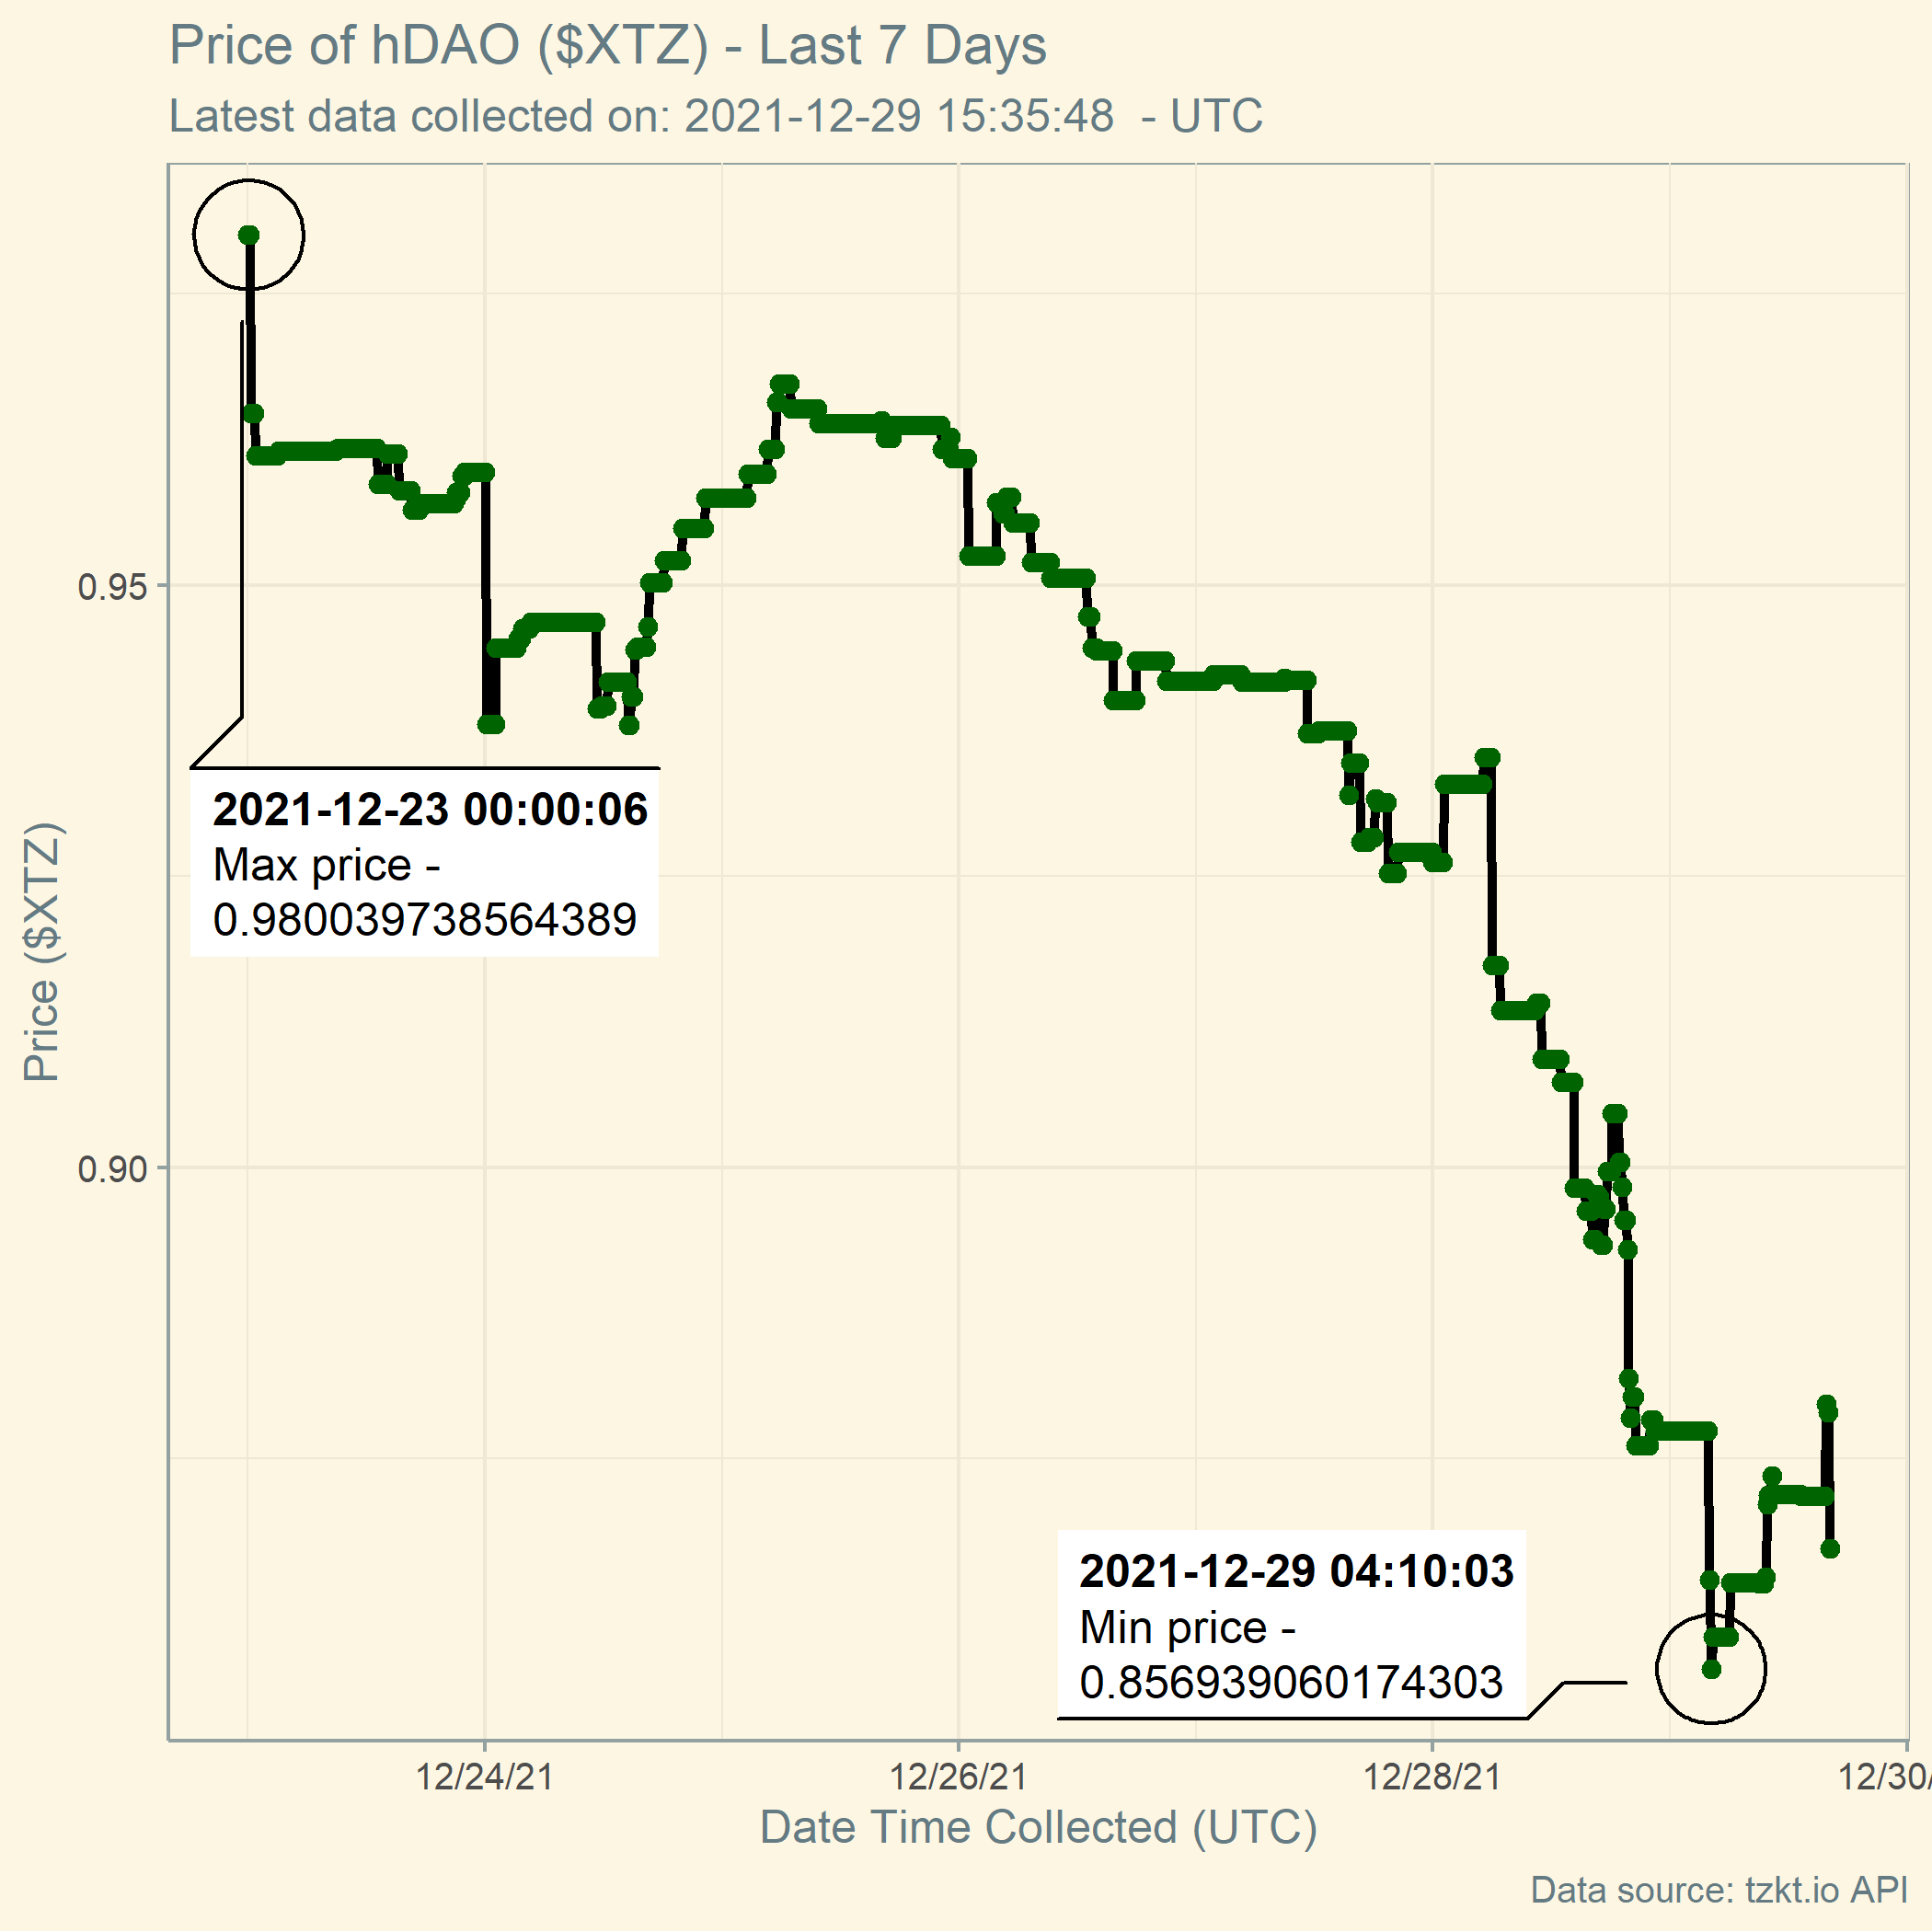 Price of hDAO ($XTZ) - Last 7 Days
Latest data collected on: 2021-12-29 15:35:48  - UTC
0.95
2021-12-23 00:00:06
Max price -
0.980039738564389
Price ($XTZ)
0.90
2021-12-29 04:10:03
Min price -
0.856939060174303
12/24/21 12/26/21 12/28/21 12/30/
Date Time Collected (UTC)
Data source: tzkt.io API